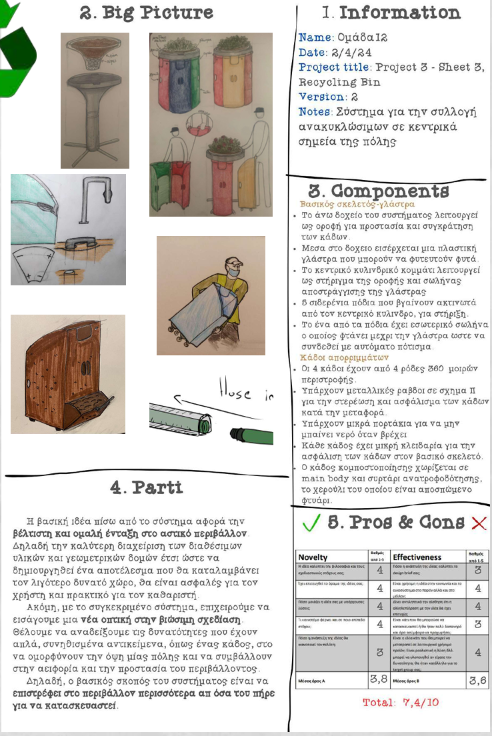 2. Big Picture
Hose in
1. Information
Name: Ομάδα12
Date: 2/4/24
Project title: Project 3 - Sheet 3,
Recycling Bin
Version: 2
Notes: Σύστημα για την συλλογή
ανακυκλώσιμων σε κεντρικά
σημεία της πόλης
3. Components
Βασικός σκελετός-γλάστρα
Το άνω δοχείο του συστήματος λειτουργεί
ως οροφή για προστασία και συγκράτηση
των κάδων
Μεσα στο δοχειο εισέρχεται μια πλαστική
γλάστρα που μπορούν να φυτευτούν φυτά.
Το κεντρικό κυλινδρικό κομμάτι λειτουργεί
ως στήριγμα της οροφής και σωλήνας
αποστράγγισης της γλάστρας
5 σιδερένια πόδια που βγαίνουν ακτινωτά
από τον κεντρικό κύλινδρο, για στήριξη.
Το ένα από τα πόδια έχει εσωτερικό σωλήνα
ο οποίος φτάνει μεχρι την γλάστρα ωστε να
συνδεθεί με αυτόματο πότισμα
Κάδοι απορριμμάτων
Οι 4 κάδοι έχουν από 4 ρόδες 360 μοιρών
περιστροφής.
Υπάρχουν μεταλλικές ραβδοι σε σχημα Π
για την στερέωση και ασφάλισμα των κάδων
κατά την μεταφορά.
Υπάρχουν μικρά πορτάκια για να μην
μπαίνει νερό όταν βρέχει
Κάθε κάδος έχει μικρή κλειδαρία για την
ασφάλιση των κάδων στον βασικό σκελετό.
Ο κάδος κομποστοποίησης χωρίζεται σε
main body και συρτάρι ανατροφοδότησης,
το χερούλι του οποίου είναι αποσπώμενο
φτυάρι.
4. Parti
Η βασική ιδέα πίσω από το σύστημα αφορά την
βέλτιστη και ομαλή ένταξη στο αστικό περιβάλλον.
Δηλαδή την καλύτερη διαχείριση των διαθέσιμων
υλικών και γεωμετρικών δομών έτσι ώστε να
δημιουργηθεί ένα αποτέλεσμα που θα καταλαμβάνει
τον λιγότερο δυνατό χώρο, θα είναι ασφαλές για τον
χρήστη και πρακτικό για τον καθαριστή.
Ακόμη, με το συγκεκριμένο σύστημα, επιχειρούμε να
εισάγουμε μια νέα οπτική στην βιώσιμη σχεδίαση.
Θέλουμε να αναδείξουμε τις δυνατότητες που έχουν
απλά, συνηθισμένα αντικείμενα, όπως ένας κάδος, στο
να ομορφύνουν την όψη μίας πόλης και να συμβάλλουν
στην αειφορία και την προστασία του περιβάλλοντος.
Δηλαδή, ο βασικός σκοπός του συστήματος είναι να
επιστρέφει στο περιβάλλον περισσότερα απ όσα του πήρε
για να κατασκευαστεί.
5. Pros & Cons
Novelty Effectiveness
4 3
4 4
4 4
4 3
3 4
Μέσος όρος Α 3,8 Μέσος όρος Β 3,6
Total: 7,4/10